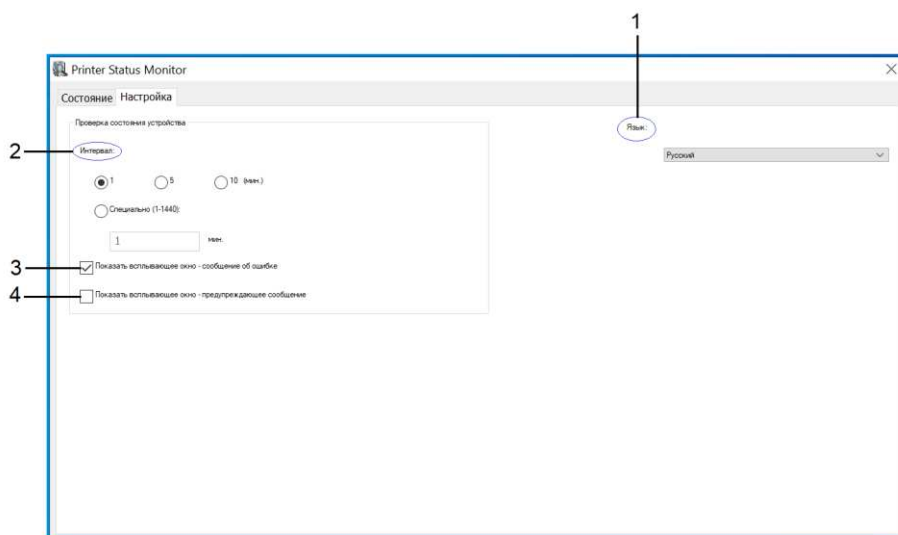 1
Printer Status Monitor
Состояние Настройка
Проверка состояния устройства
Язык:
2
Интервал:
Русский
1 5 10 (мин.)
Специально (1-1440):
1 мин.
3
Показать всплывающее окно - сообщение об ошибке
4
Показать всплывающее окно - предупреждающее сообщение